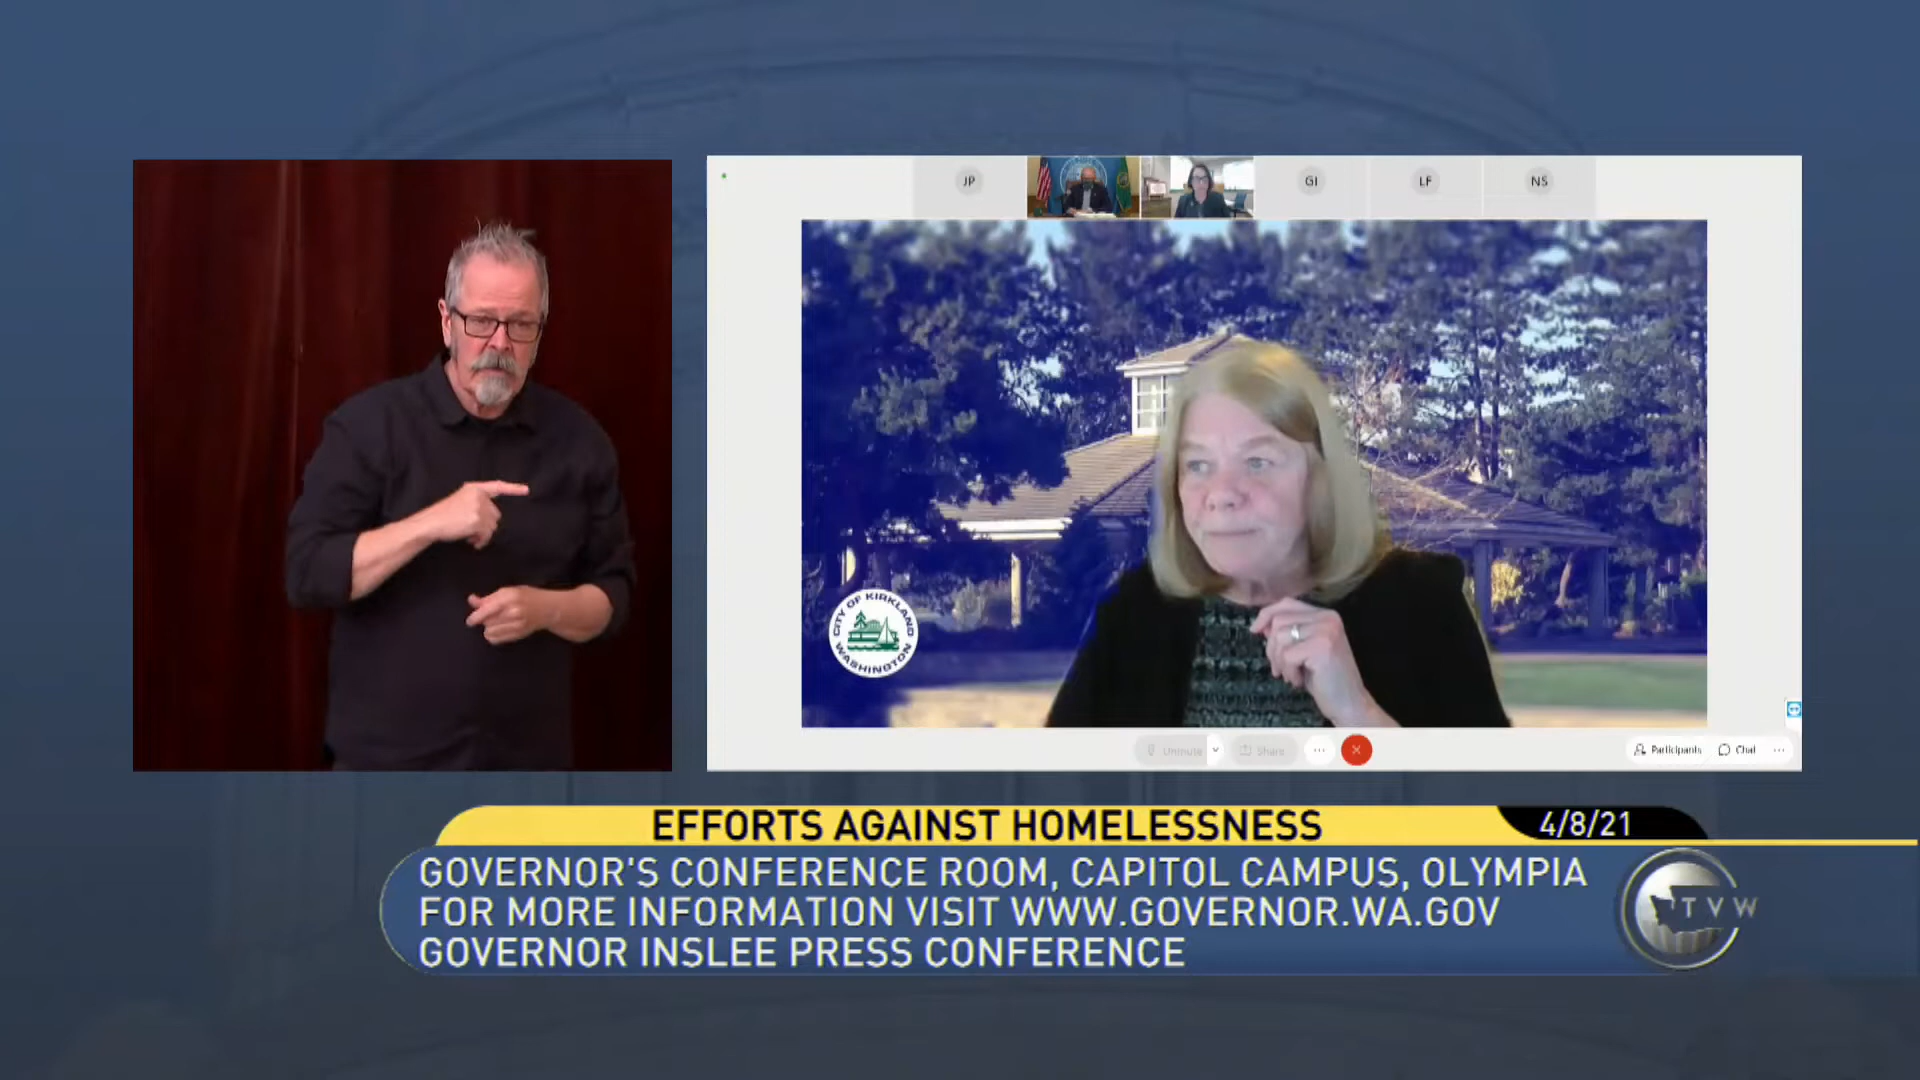 JP
GI
LF
NS
CITY OF KIRKLAND
WASHINGTON
Unmute
Share
Participants
Chat
EFFORTS AGAINST HOMELESSNESS
4/8/21
GOVERNOR'S CONFERENCE ROOM, CAPITOL CAMPUS, OLYMPIA
FOR MORE INFORMATION VISIT WWW.GOVERNOR.WA.GOV
GOVERNOR INSLEE PRESS CONFERENCE
TVW